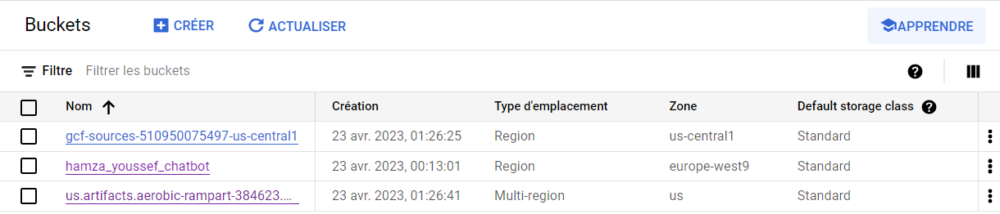 Buckets CRÉER ACTUALISER APPRENDRE
Filtre Filtrer les buckets
Nom Création Type d'emplacement Zone Default storage class
gcf-sources-510950075497-us-central1 23 avr. 2023, 01:26:25 Region us-central1 Standard
hamza_youssef_chatbot 23 avr. 2023, 00:13:01 Region europe-west9 Standard
us.artifacts.aerobic-rampart-384623.... 23 avr. 2023, 01:26:41 Multi-region us Standard